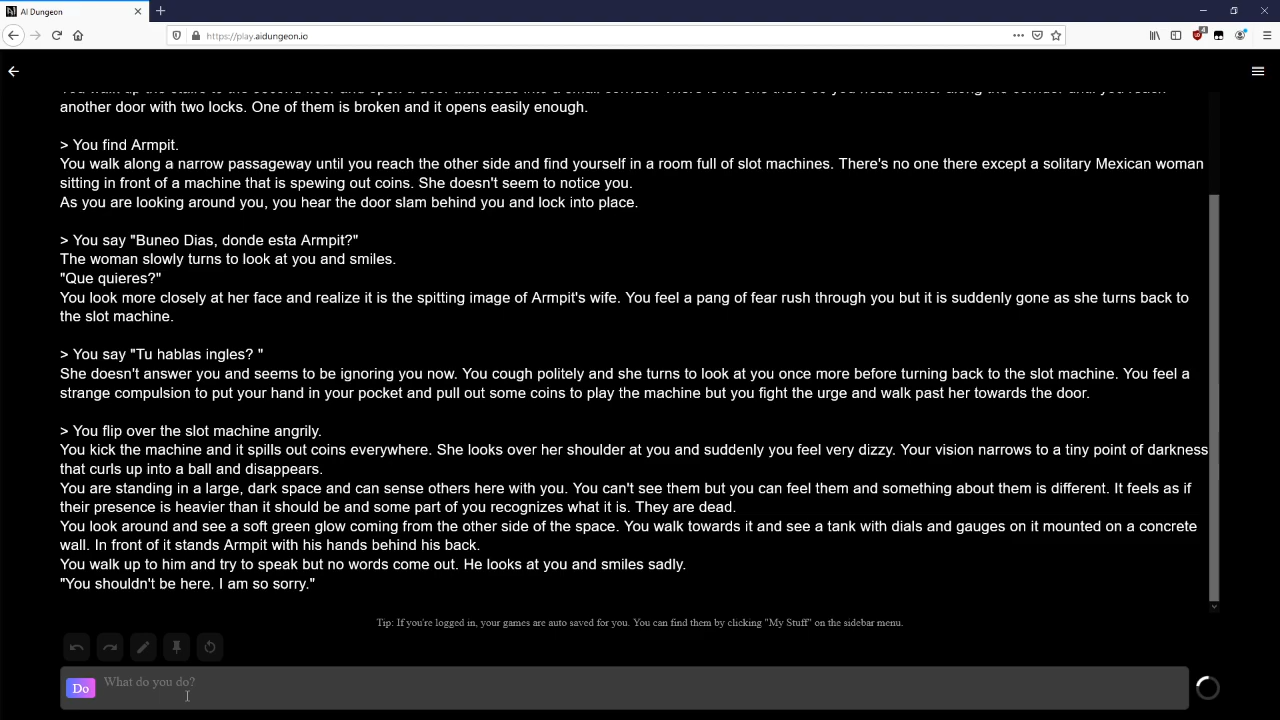 AI Dungeon
https://play.aidungeon.io
another door with two locks. One of them is broken and it opens easily enough.
> You find Armpit.
You walk along a narrow passageway until you reach the other side and find yourself in a room full of slot machines. There's no one there except a solitary Mexican woman
sitting in front of a machine that is spewing out coins. She doesn't seem to notice you.
As you are looking around you, you hear the door slam behind you and lock into place.
> You say "Buneo Dias, donde esta Armpit?"
The woman slowly turns to look at you and smiles.
"Que quieres?"
You look more closely at her face and realize it is the spitting image of Armpit's wife. You feel a pang of fear rush through you but it is suddenly gone as she turns back to
the slot machine.
> You say "Tu hablas ingles? "
She doesn't answer you and seems to be ignoring you now. You cough politely and she turns to look at you once more before turning back to the slot machine. You feel a
strange compulsion to put your hand in your pocket and pull out some coins to play the machine but you fight the urge and walk past her towards the door.
> You flip over the slot machine angrily.
You kick the machine and it spills out coins everywhere. She looks over her shoulder at you and suddenly you feel very dizzy. Your vision narrows to a tiny point of darkness
that curls up into a ball and disappears.
You are standing in a large, dark space and can sense others here with you. You can't see them but you can feel them and something about them is different. It feels as if
their presence is heavier than it should be and some part of you recognizes what it is. They are dead.
You look around and see a soft green glow coming from the other side of the space. You walk towards it and see a tank with dials and gauges on it mounted on a concrete
wall. In front of it stands Armpit with his hands behind his back.
You walk up to him and try to speak but no words come out. He looks at you and smiles sadly.
"You shouldn't be here. I am so sorry."
Tip: If you're logged in, your games are auto saved for you. You can find them by clicking "My Stuff" on the sidebar menu.
Do What do you do?